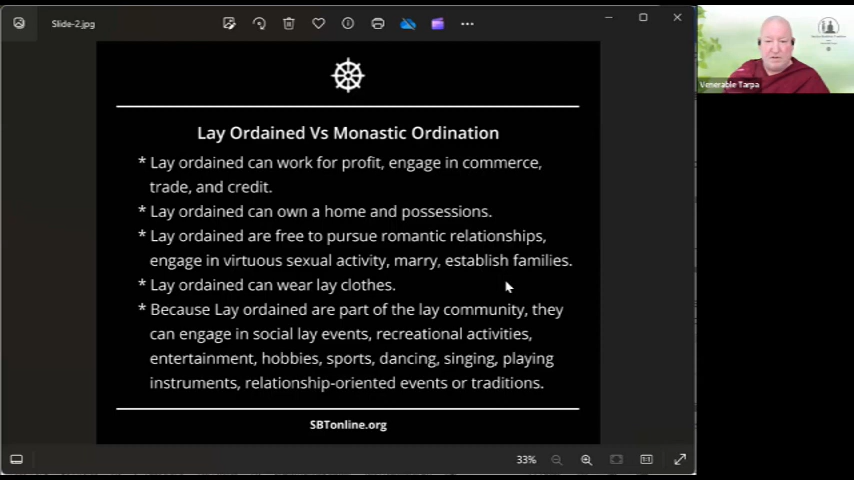 Slide-2.jpg
Lay Ordained Vs Monastic Ordination
* Lay ordained can work for profit, engage in commerce,
trade, and credit.
* Lay ordained can own a home and possessions.
* Lay ordained are free to pursue romantic relationships,
engage in virtuous sexual activity, marry, establish families.
* Lay ordained can wear lay clothes.
* Because Lay ordained are part of the lay community, they
can engage in social lay events, recreational activities,
entertainment, hobbies, sports, dancing, singing, playing
instruments, relationship-oriented events or traditions.
SBTonline.org
33%
Venerable Tarpa